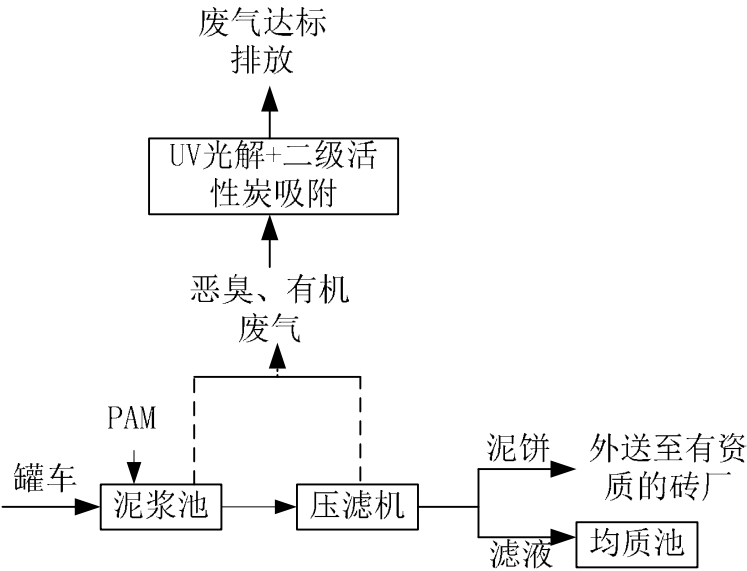 废气达标
排放
UV光解+二级活
性炭吸附
恶臭、有机
废气
PAM
罐车
泥浆池
压滤机
泥饼
外送至有资
质的砖厂
滤液
均质池